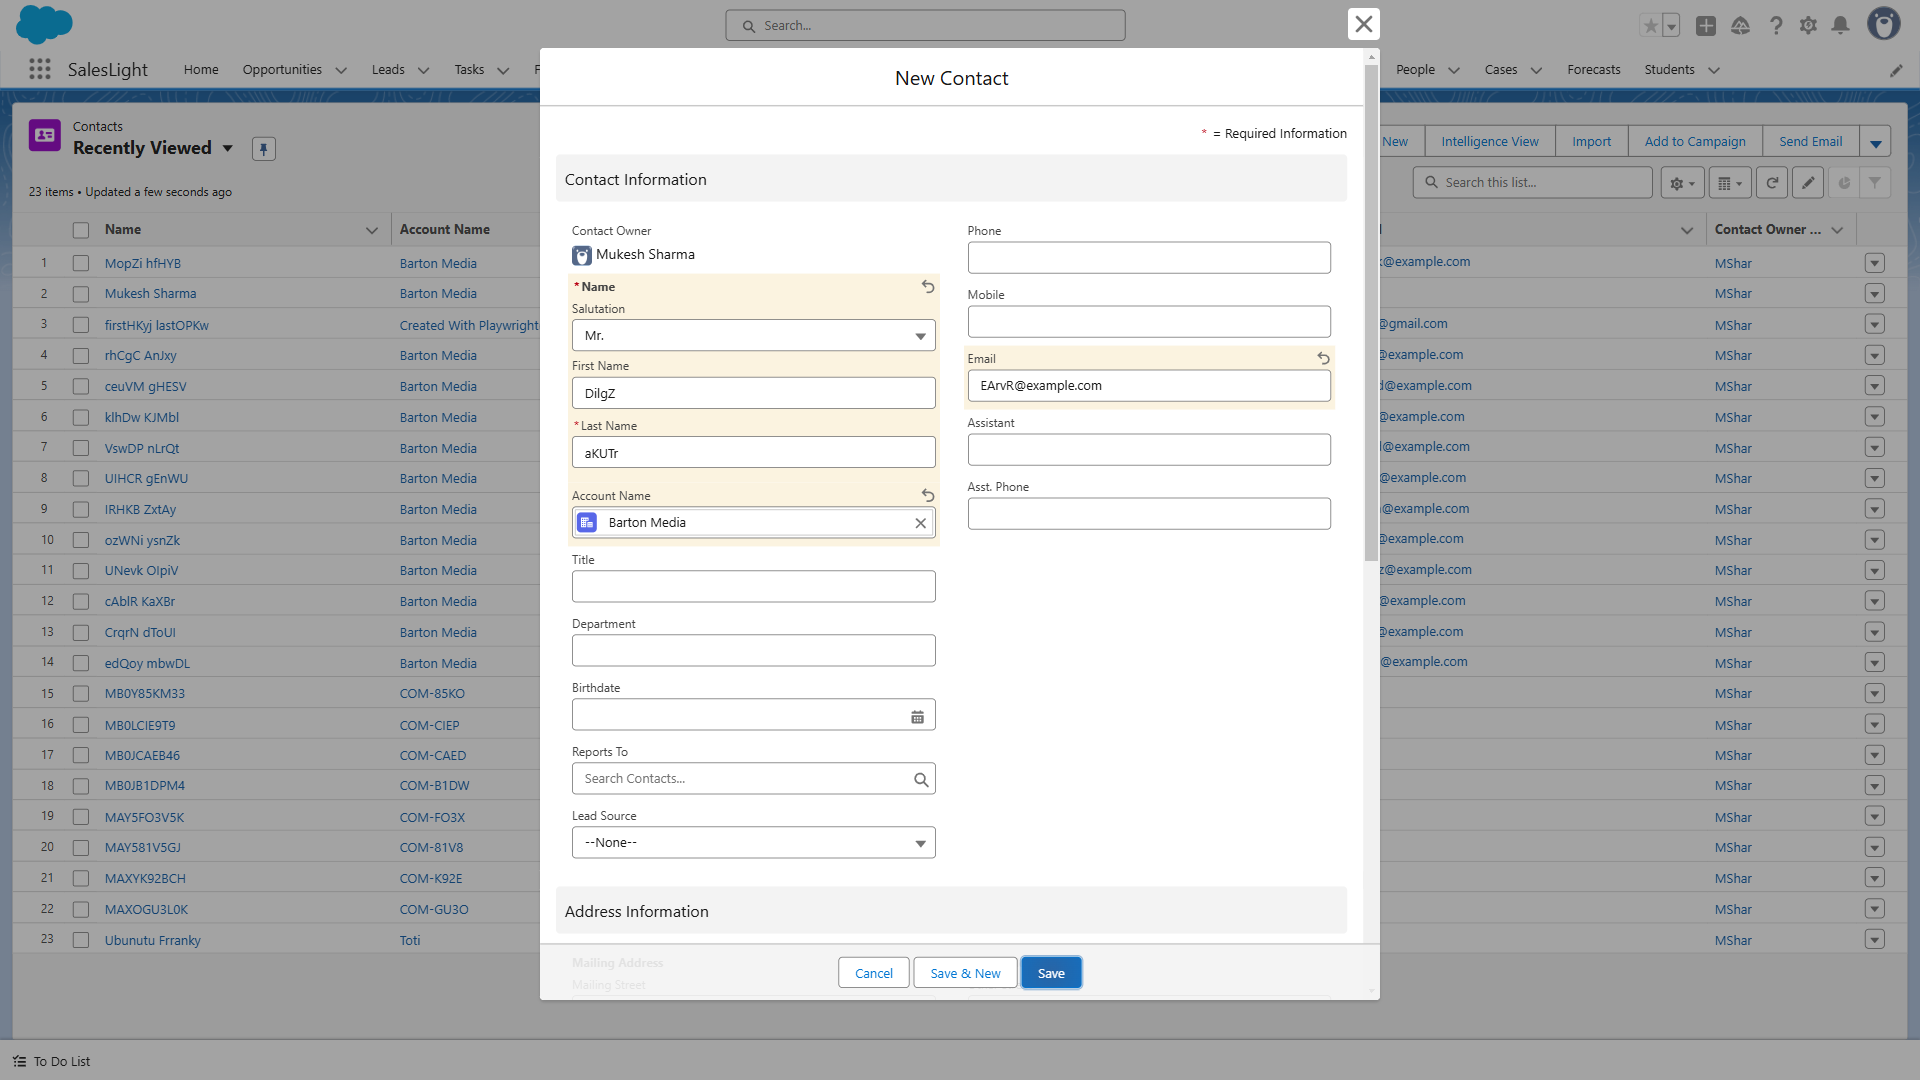 Search...
SalesLight
Home
Opportunities
Leads
Tasks
People
Cases
Forecasts
Students
Contacts
Recently Viewed
23 items • Updated a few seconds ago
New
Intelligence View
Import
Add to Campaign
Send Email
Search this list...
Name
Account Name
Contact Owner ...
1 MopZi hfHYB Barton Media @example.com MShar
2 Mukesh Sharma Barton Media MShar
3 firstHKyj lastOPKw Created With Playwright @gmail.com MShar
4 rhCgC AnJxy Barton Media @example.com MShar
5 ceuVM gHESV Barton Media @example.com MShar
6 klhDw KJMbl Barton Media @example.com MShar
7 VswDP nLrQt Barton Media @example.com MShar
8 UIHCR gEnWU Barton Media @example.com MShar
9 IRHKB ZxtAy Barton Media @example.com MShar
10 ozWNi ysnZk Barton Media @example.com MShar
11 UNevk OIpiV Barton Media z@example.com MShar
12 cAblR KaXBr Barton Media @example.com MShar
13 CrqrN dToUI Barton Media @example.com MShar
14 edQoy mbwDL Barton Media @example.com MShar
15 MB0Y85KM33 COM-85KO MShar
16 MB0LCIE9T9 COM-CIEP MShar
17 MB0JCAEB46 COM-CAED MShar
18 MB0JB1DPM4 COM-B1DW MShar
19 MAY5FO3V5K COM-FO3X MShar
20 MAY581V5GJ COM-81V8 MShar
21 MAXYK92BCH COM-K92E MShar
22 MAXOGU3L0K COM-GU3O MShar
23 Ubunutu Frranky Toti MShar
New Contact
* = Required Information
Contact Information
Contact Owner
Mukesh Sharma
*Name
Salutation
Mr.
First Name
DilgZ
*Last Name
aKUTr
Account Name
Barton Media
Title
Department
Birthdate
Reports To
Search Contacts...
Lead Source
--None--
Phone
Mobile
Email
EArvR@example.com
Assistant
Asst. Phone
Address Information
Mailing Address
Mailing Street
Cancel
Save & New
Save
To Do List